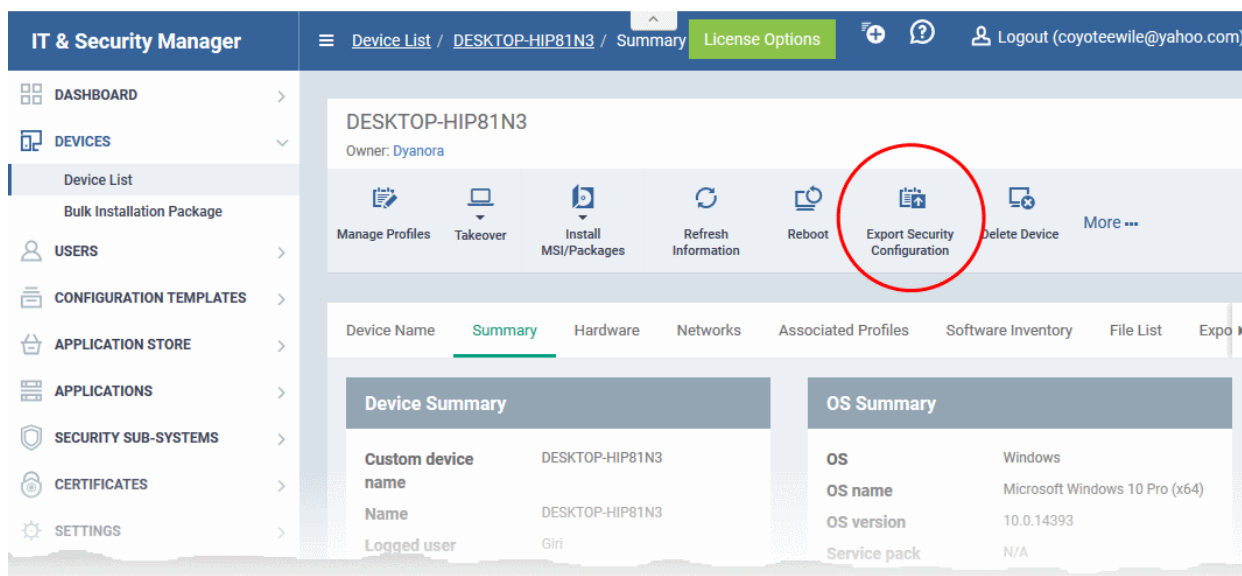 IT & Security Manager
Device List / DESKTOP-HIP81N3 / Summary
License Options
Logout (coyoteewile@yahoo.com)
DASHBOARD
DEVICES
Device List
Bulk Installation Package
USERS
CONFIGURATION TEMPLATES
APPLICATION STORE
APPLICATIONS
SECURITY SUB-SYSTEMS
CERTIFICATES
SETTINGS
DESKTOP-HIP81N3
Owner: Dyanora
Manage Profiles
Takeover
Install
MSI/Packages
Refresh
Information
Reboot
Export Security
Configuration
Delete Device
More ...
Device Name
Summary
Hardware
Networks
Associated Profiles
Software Inventory
File List
Expo
Device Summary
Custom device
name
DESKTOP-HIP81N3
Name
DESKTOP-HIP81N3
Logged user
Giri
OS Summary
OS
Windows
OS name
Microsoft Windows 10 Pro (x64)
OS version
10.0.14393
Service pack
N/A